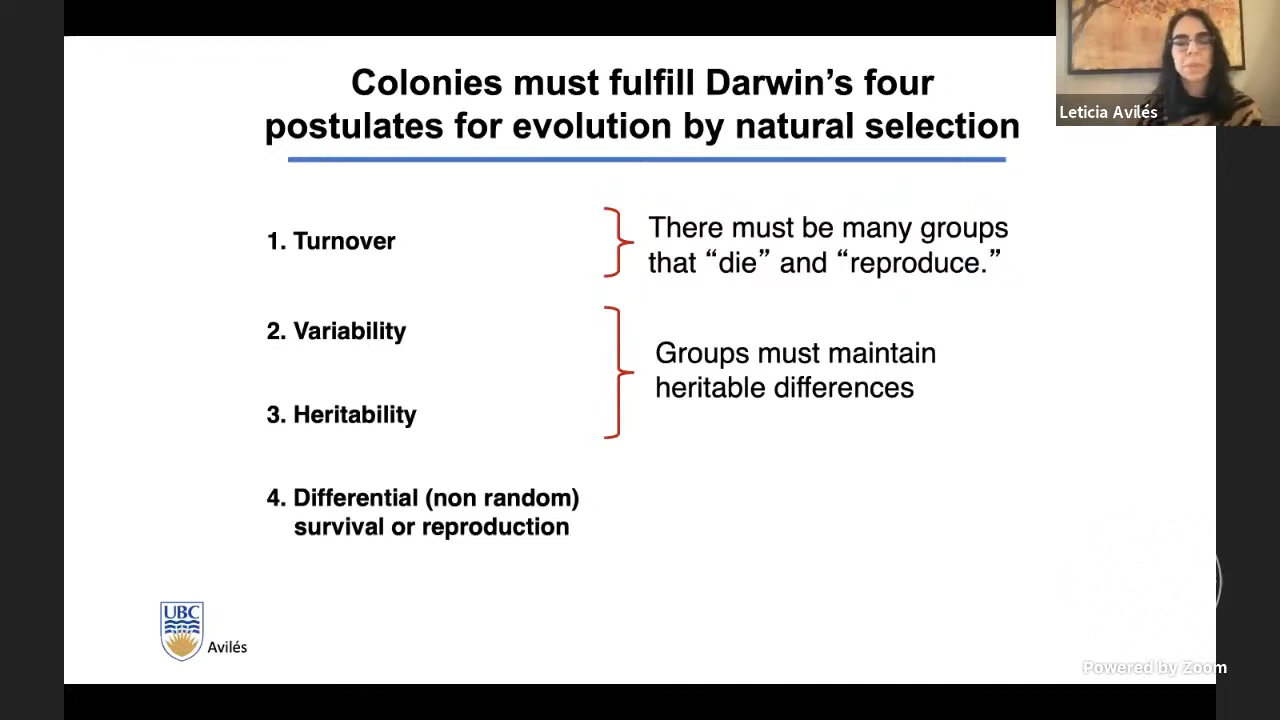 Colonies must fulfill Darwin’s four
postulates for evolution by natural selection
Leticia Avilés
1. Turnover
There must be many groups
that “die” and “reproduce.”
2. Variability
Groups must maintain
heritable differences
3. Heritability
4. Differential (non random)
survival or reproduction
UBC
Avilés
Powered by Zoom